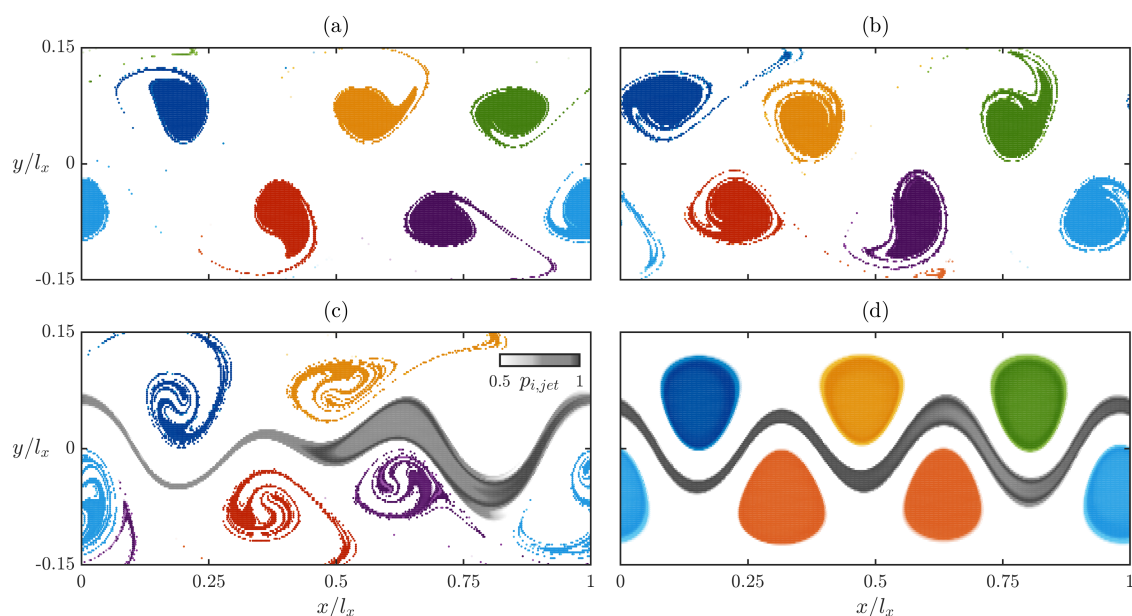 (a)
(b)
0.15
y/l_x
0
-0.15
(c)
(d)
0.15
0.5 p_{i,jet} 1
y/l_x
0
-0.15
0 0.25 0.5 0.75 1
0 0.25 0.5 0.75 1
x/l_x
x/l_x